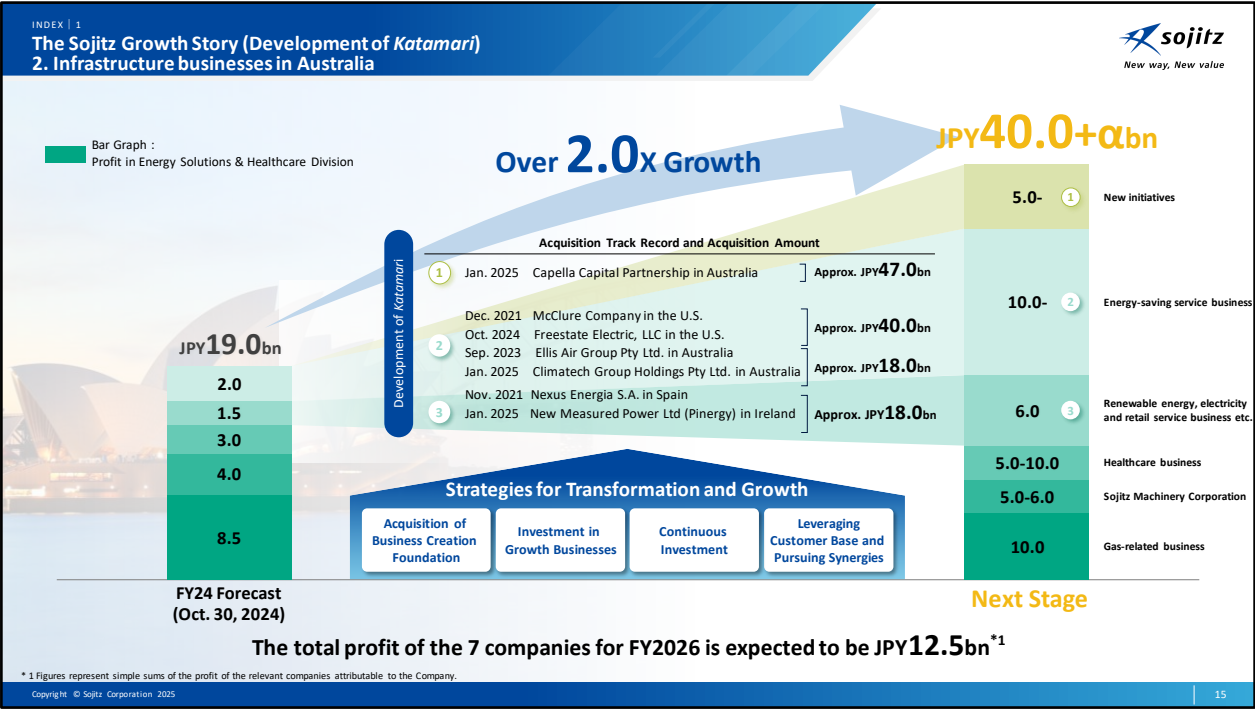 INDEX | 1
The Sojitz Growth Story (Development of Katamari)
2. Infrastructure businesses in Australia
sojitz
New way, New value
Bar Graph :
Profit in Energy Solutions & Healthcare Division
Over 2.0X Growth
JPY40.0+αbn
JPY19.0bn
2.0
1.5
3.0
4.0
8.5
FY24 Forecast
(Oct. 30, 2024)
Development of Katamari
Acquisition Track Record and Acquisition Amount
1 Jan. 2025 Capella Capital Partnership in Australia Approx. JPY47.0bn
2
Dec. 2021 McClure Company in the U.S.
Oct. 2024 Freestate Electric, LLC in the U.S.
Approx. JPY40.0bn
Sep. 2023 Ellis Air Group Pty Ltd. in Australia
Jan. 2025 Climatech Group Holdings Pty Ltd. in Australia
Approx. JPY18.0bn
3
Nov. 2021 Nexus Energia S.A. in Spain
Jan. 2025 New Measured Power Ltd (Pinergy) in Ireland
Approx. JPY18.0bn
Strategies for Transformation and Growth
Acquisition of
Business Creation
Foundation
Investment in
Growth Businesses
Continuous
Investment
Leveraging
Customer Base and
Pursuing Synergies
5.0- 1 New initiatives
10.0- 2 Energy-saving service business
6.0 3 Renewable energy, electricity
and retail service business etc.
5.0-10.0 Healthcare business
5.0-6.0 Sojitz Machinery Corporation
10.0 Gas-related business
Next Stage
The total profit of the 7 companies for FY2026 is expected to be JPY12.5bn*1
* 1 Figures represent simple sums of the profit of the relevant companies attributable to the Company.
Copyright © Sojitz Corporation 2025
15